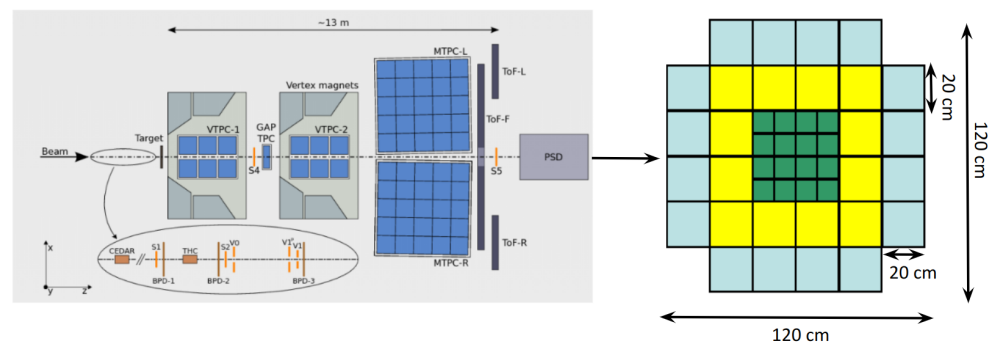 ~13 m
MTPC-L
ToF-L
Vertex magnets
ToF-F
VTPC-1
GAP
TPC
VTPC-2
Target
Beam
S4
S5
PSD
ToF-R
MTPC-R
x
y
z
CEDAR
S1
THC
S2
V0
V1'
V1
BPD-1
BPD-2
BPD-3
20 cm
120 cm
20 cm
120 cm